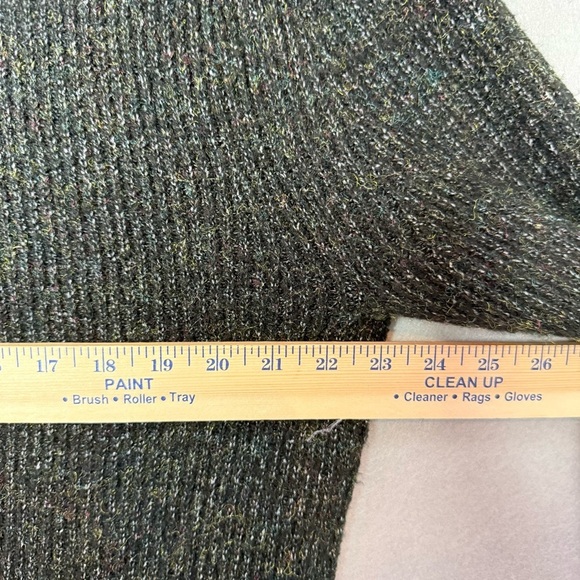 17 18 19 20 21 22 23 24 25 26
PAINT CLEAN UP
• Brush • Roller • Tray • Cleaner • Rags • Gloves